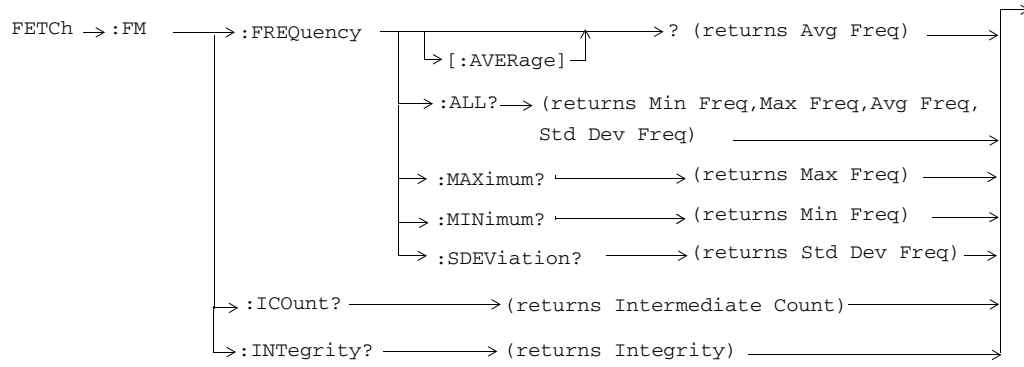 FETCh :FM :FREQuency ? (returns Avg Freq)
[:AVERage]
:ALL? (returns Min Freq,Max Freq,Avg Freq,
Std Dev Freq)
:MAXimum? (returns Max Freq)
:MINimum? (returns Min Freq)
:SDEViation? (returns Std Dev Freq)
:ICOunt? (returns Intermediate Count)
:INTegrity? (returns Integrity)